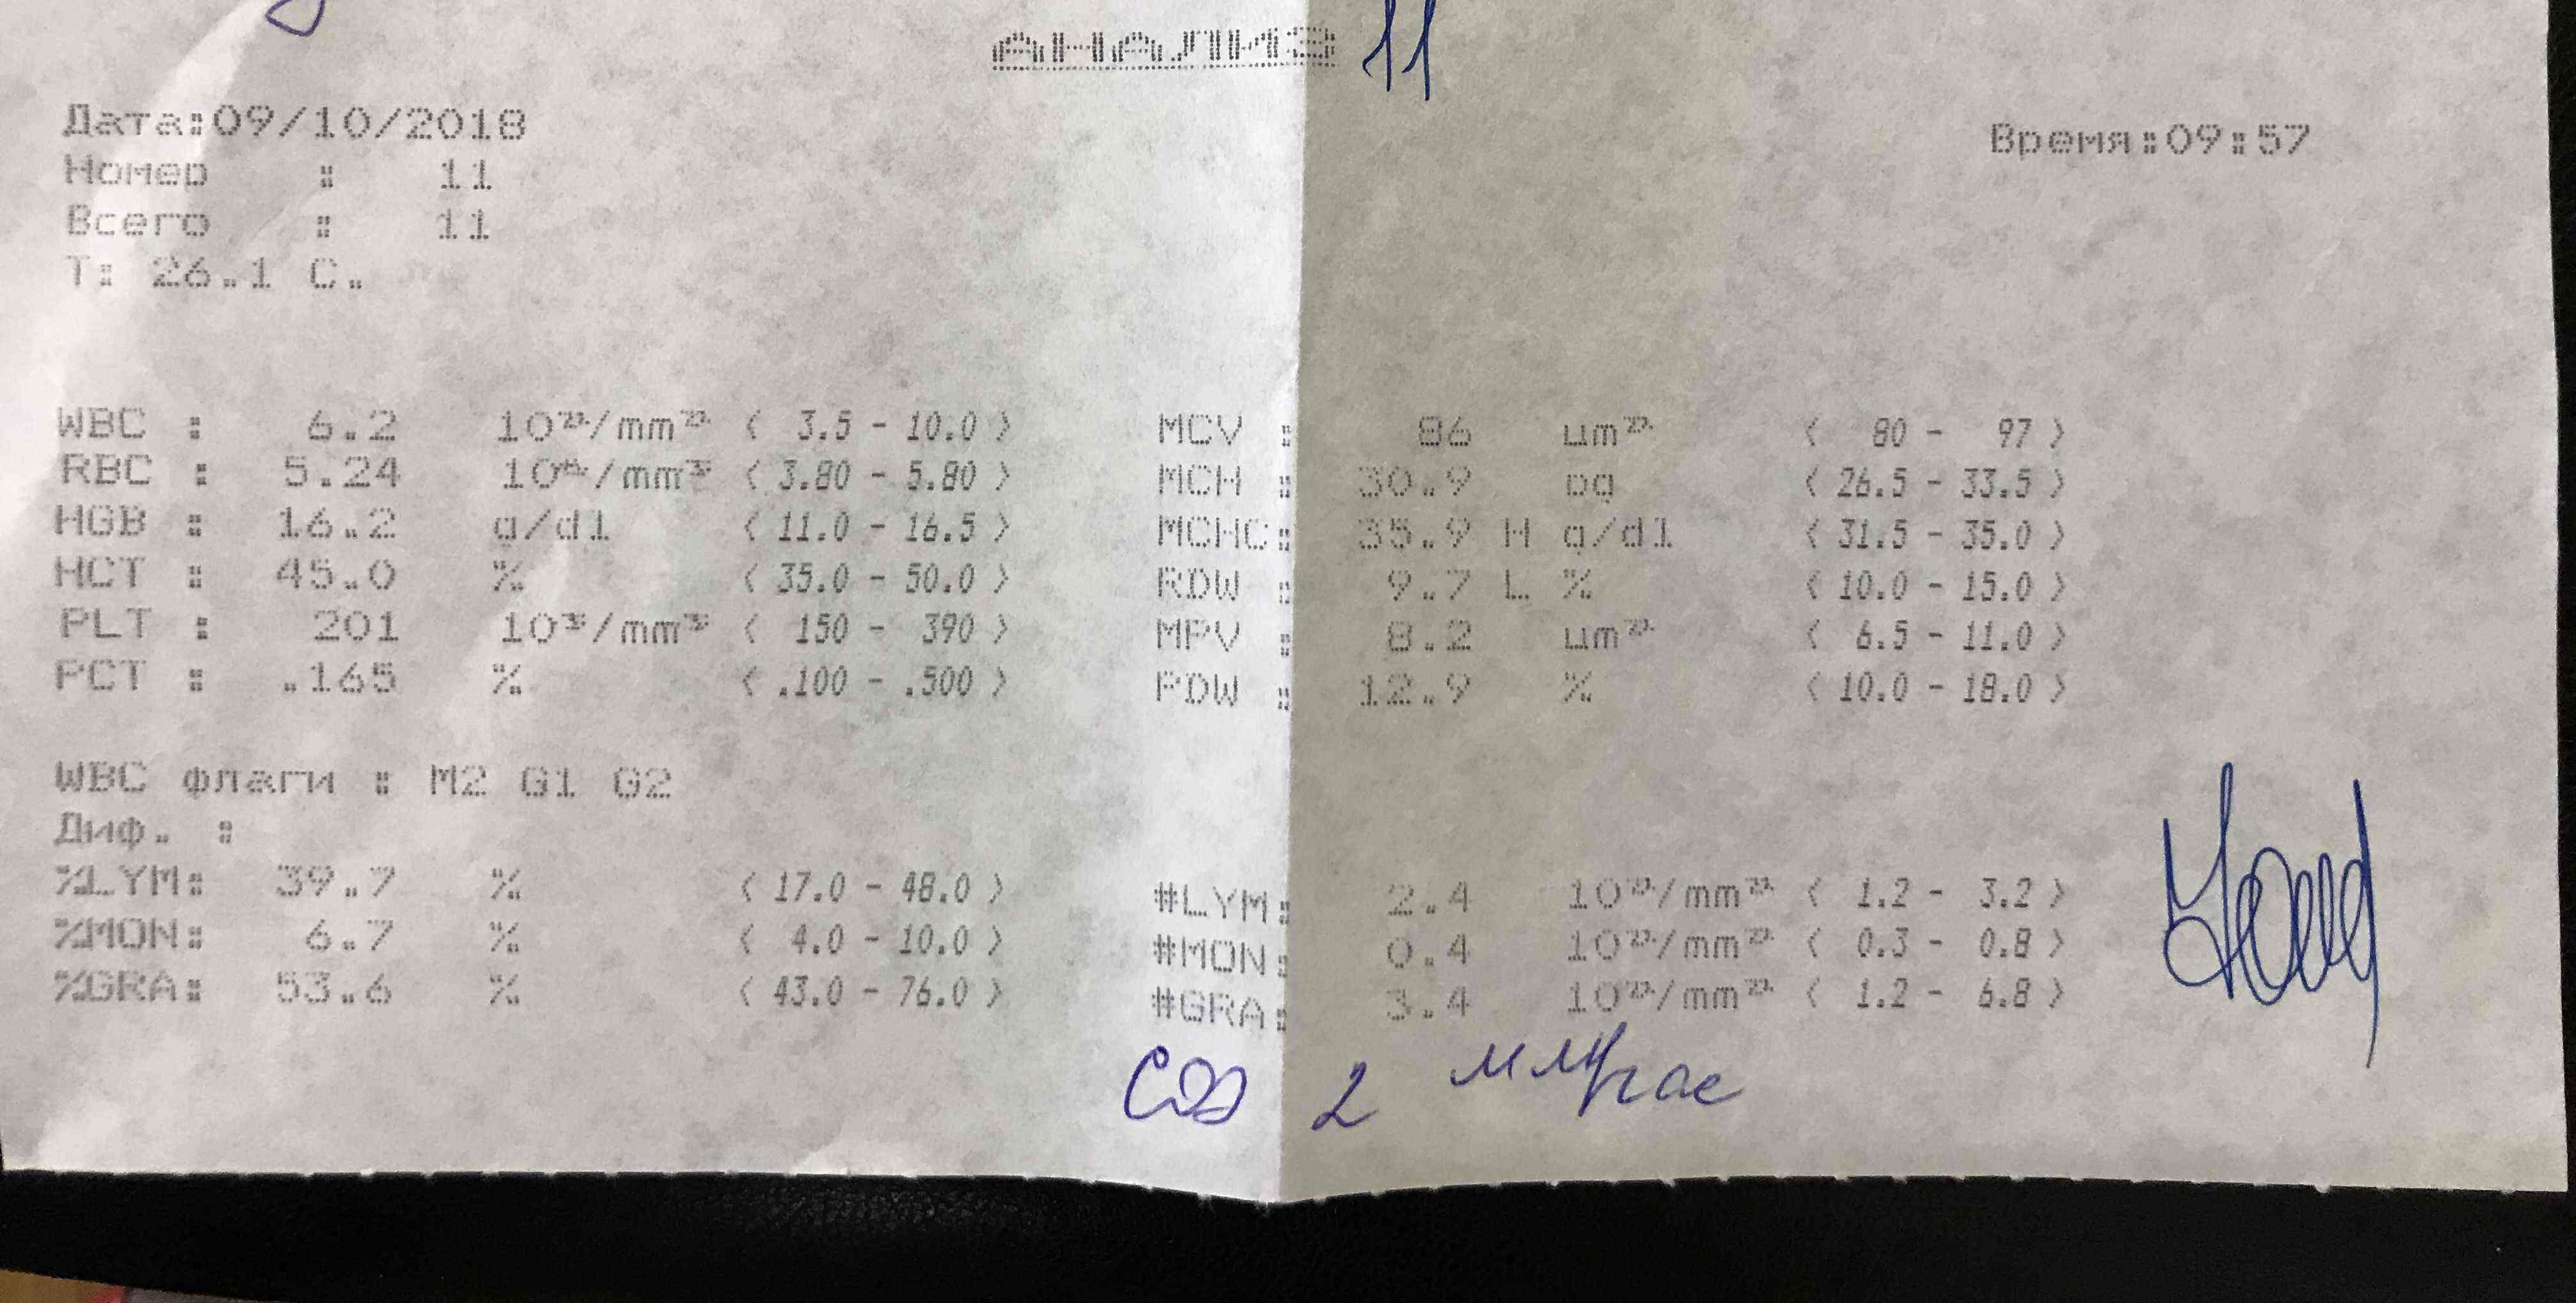 АНАЛИЗ 11
Дата:09/10/2018 Время:09:57
Номер : 11
Всего : 11
Т: 26.1 С.
WBC : 6.2 10³/mm³ ( 3.5 - 10.0 ) MCV : 86 µm³ ( 80 - 97 )
RBC : 5.24 10⁶/mm³ ( 3.80 - 5.80 ) MCH : 30.9 pg ( 26.5 - 33.5 )
HGB : 16.2 g/dl ( 11.0 - 16.5 ) MCHC: 35.9 H g/dl ( 31.5 - 35.0 )
HCT : 45.0 % ( 35.0 - 50.0 ) RDW : 9.7 L % ( 10.0 - 15.0 )
PLT : 201 10³/mm³ ( 150 - 390 ) MPV : 8.2 µm³ ( 6.5 - 11.0 )
PCT : .165 % ( .100 - .500 ) PDW : 12.9 % ( 10.0 - 18.0 )
WBC флаги : M2 G1 G2
Диф. :
%LYM: 39.7 % ( 17.0 - 48.0 ) #LYM: 2.4 10³/mm³ ( 1.2 - 3.2 )
%MON: 6.7 % ( 4.0 - 10.0 ) #MON: 0.4 10³/mm³ ( 0.3 - 0.8 )
%GRA: 53.6 % ( 43.0 - 76.0 ) #GRA: 3.4 10³/mm³ ( 1.2 - 6.8 )
СОЭ 2 мм/час